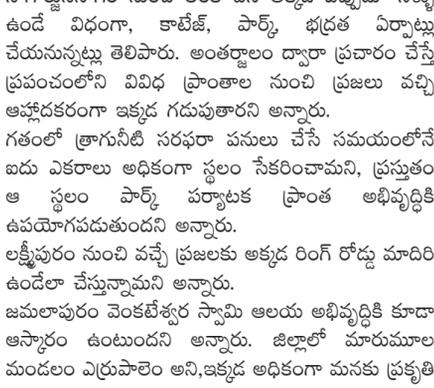 ఉండే విధంగా, కాటేజ్, పార్క్, భద్రత ఏర్పాట్లు
చేయనున్నట్లు తెలిపారు. అంతర్జాలం ద్వారా ప్రచారం చేస్తే
ప్రపంచంలోని వివిధ ప్రాంతాల నుంచి ప్రజలు వచ్చి
ఆహ్లాదకరంగా ఇక్కడ గడుపుతారని అన్నారు.
గతంలో త్రాగునీటి సరఫరా పనులు చేసే సమయంలోనే
ఐదు ఎకరాలు అధికంగా స్థలం సేకరించామని, ప్రస్తుతం
ఆ స్థలం పార్క్ పర్యాటక ప్రాంత అభివృద్ధికి
ఉపయోగపడుతుందని అన్నారు.
లక్ష్మీపురం నుంచి వచ్చే ప్రజలకు అక్కడ రింగ్ రోడ్డు మాదిరి
ఉండేలా చేస్తున్నామని అన్నారు.
జమలాపురం వెంకటేశ్వర స్వామి ఆలయ అభివృద్ధికి కూడా
ఆస్కారం ఉంటుందని అన్నారు. జిల్లాలో మారుమూల
మండలం ఎర్రుపాలెం అని,ఇక్కడ అధికంగా మనకు ప్రకృతి